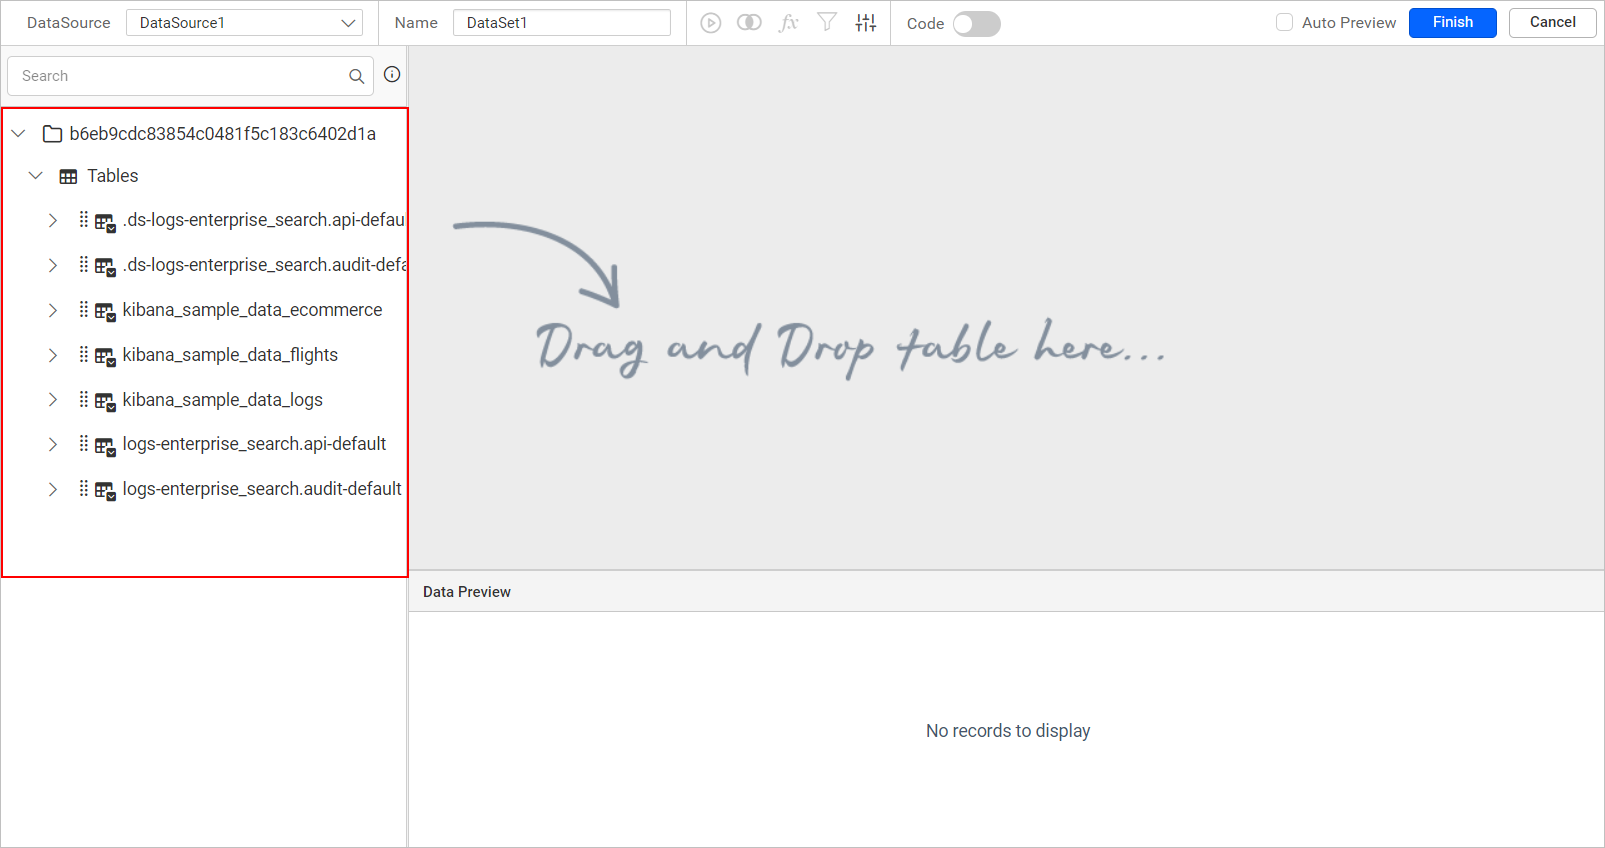 DataSource DataSource1 Name DataSet1 fx Code Auto Preview Finish Cancel
Search
b6eb9cdc83854c0481f5c183c6402d1a
Tables
.ds-logs-enterprise_search.api-defau
.ds-logs-enterprise_search.audit-defa
kibana_sample_data_ecommerce
kibana_sample_data_flights
kibana_sample_data_logs
logs-enterprise_search.api-default
logs-enterprise_search.audit-default
Drag and Drop table here...
Data Preview
No records to display